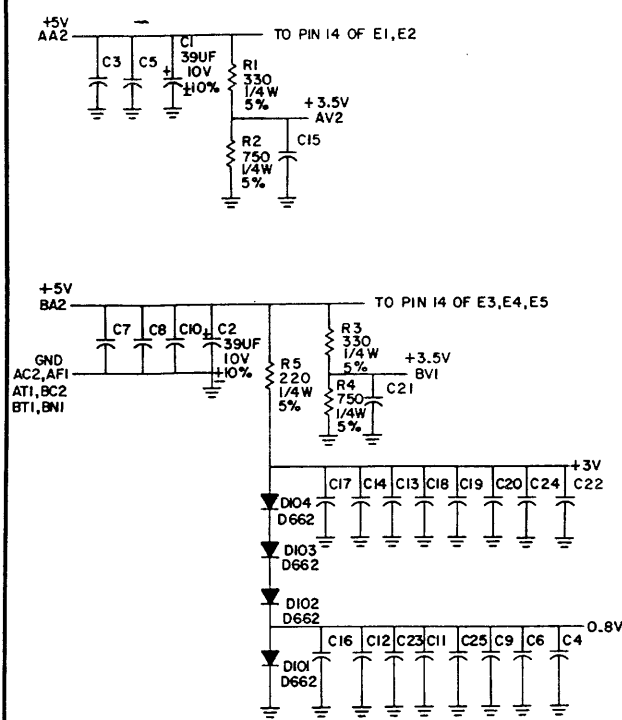 +5V
AA2
TO PIN 14 OF E1,E2
C3
C5
C1
39UF
10V
±10%
R1
330
1/4W
5%
+3.5V
AV2
R2
750
1/4W
5%
C15
+5V
BA2
TO PIN 14 OF E3,E4,E5
C7
C8
C10
+
C2
39UF
10V
±10%
GND
AC2,AF1
AT1,BC2
BT1,BN1
R5
220
1/4W
5%
R3
330
1/4W
5%
+3.5V
BV1
R4
750
1/4W
5%
C21
+3V
C17 C14 C13 C18 C19 C20 C24 C22
D104
D662
D103
D662
D102
D662
0.8V
C16 C12 C23 C11 C25 C9 C6 C4
D101
D662